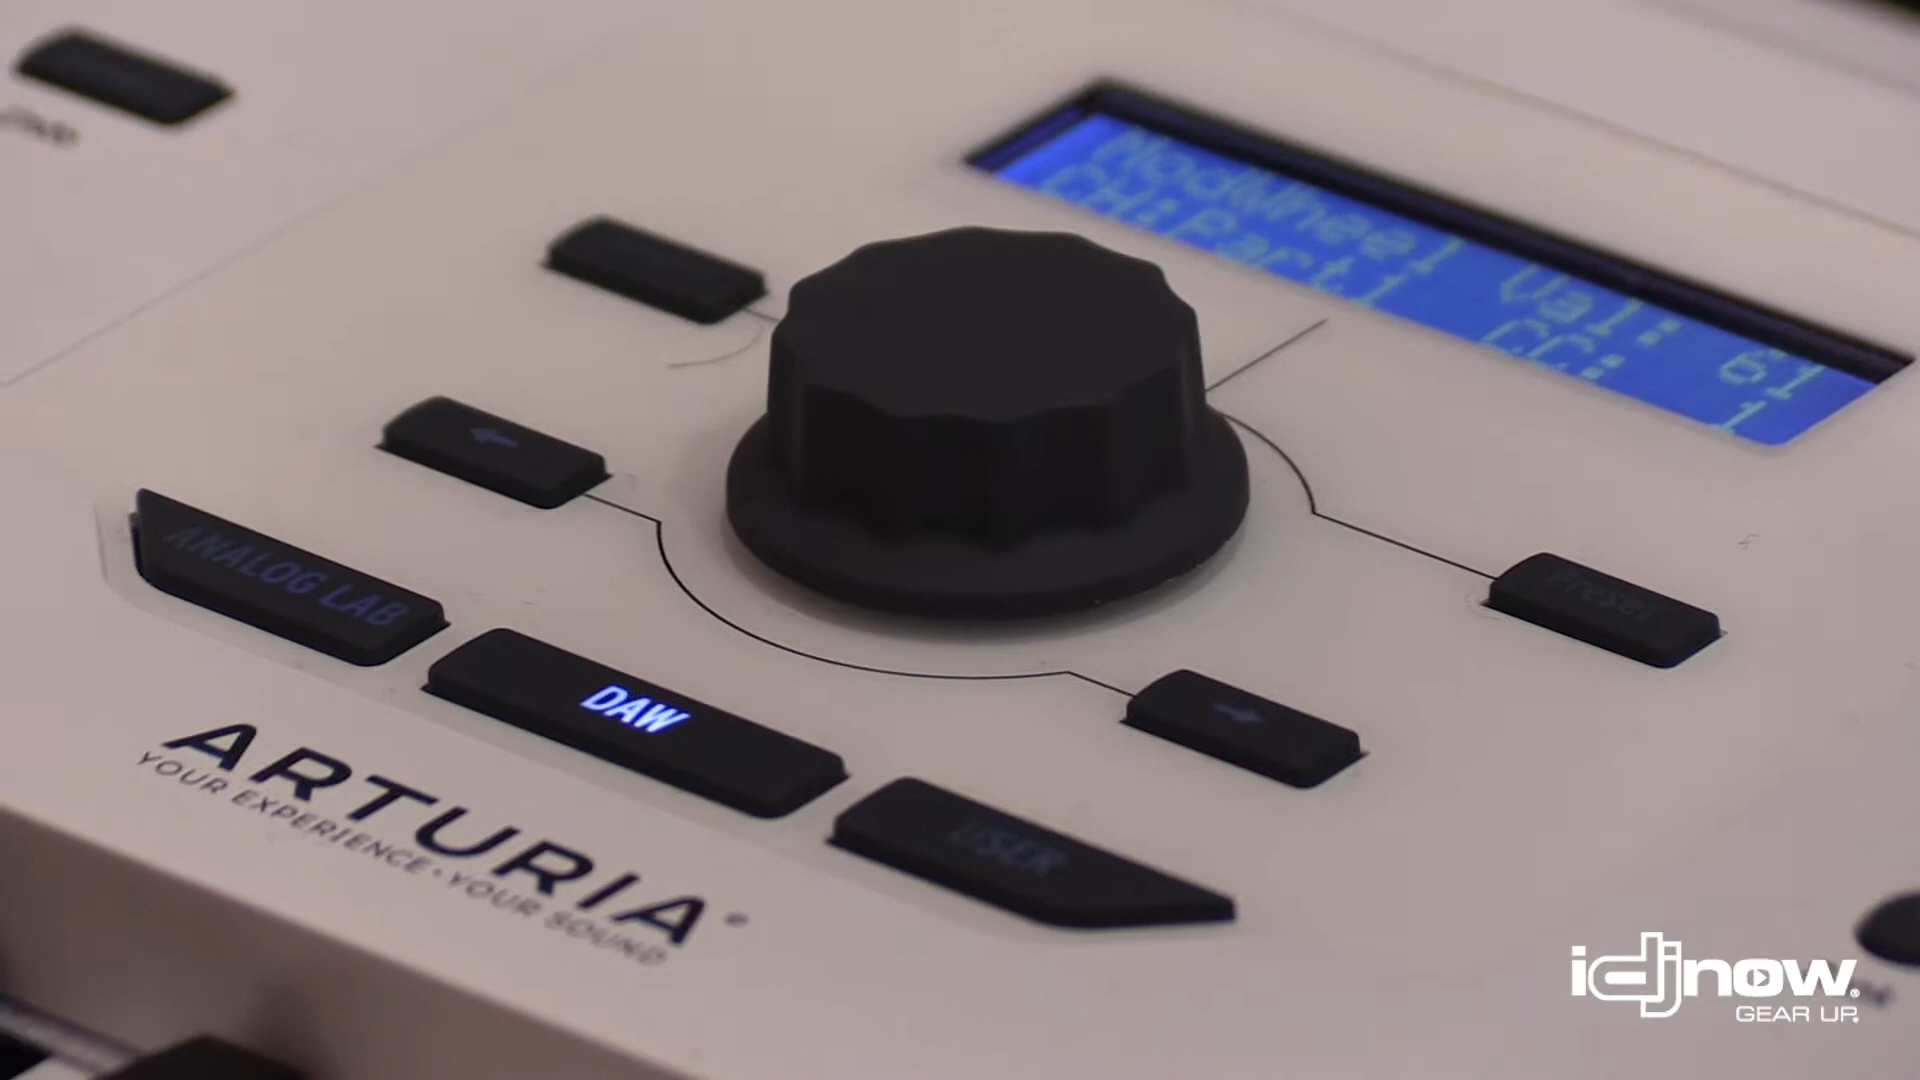 ModWheel Val: 61
CH:Part1 CC: 1
ANALOG LAB
DAW
USER
Preset
←
→
ARTURIA®
YOUR EXPERIENCE • YOUR SOUND
idjnow.
GEAR UP.